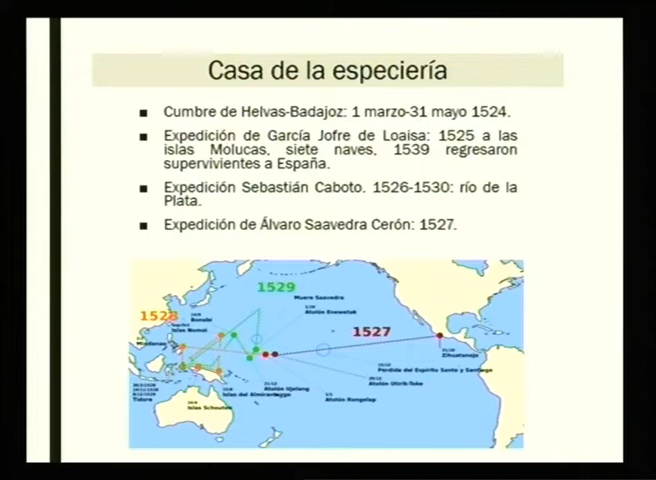 Casa de la especiería
■ Cumbre de Helvas-Badajoz: 1 marzo-31 mayo 1524.
■ Expedición de García Jofre de Loaisa: 1525 a las
islas Molucas, siete naves, 1539 regresaron
supervivientes a España.
■ Expedición Sebastián Caboto. 1526-1530: río de la
Plata.
■ Expedición de Álvaro Saavedra Cerón: 1527.
1529
Muere Saavedra
Atolón Enewetak
1528
Islas Nomoi
1527
Zihuatanejo
Perdida del Espíritu Santo y Santiago
Atolón Utirik-Toke
Atolón Ujelang
Islas del Almirantazgo
Atolón Rongelap
Tidore
Islas Schouten